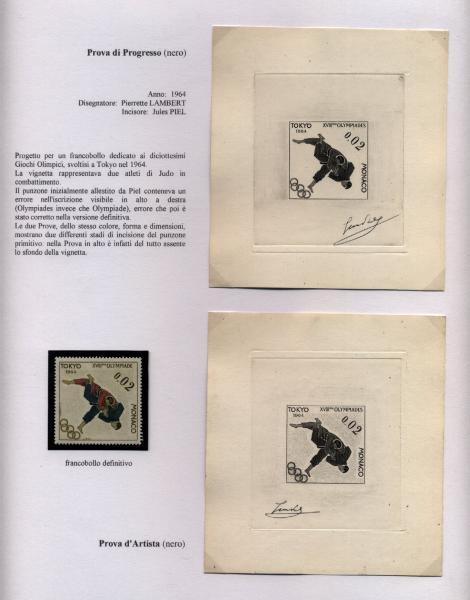 Prova di Progresso (nero)
Anno: 1964
Disegnatore: Pierrette LAMBERT
Incisore: Jules PIEL
Progetto per un francobollo dedicato ai diciottesimi
Giochi Olimpici, svoltisi a Tokyo nel 1964.
La vignetta rappresentava due atleti di Judo in
combattimento.
Il punzone inizialmente allestito da Piel conteneva un
errore nell'iscrizione visibile in alto a destra
(Olympiades invece che Olympiade), errore che poi è
stato corretto nella versione definitiva.
Le due Prove, dello stesso colore, forma e dimensioni,
mostrano due differenti stadi di incisione del punzone
primitivo: nella Prova in alto è infatti del tutto assente
lo sfondo della vignetta.
TOKYO XVIIIème OLYMPIADES
1964
0,02
MONACO
TOKYO XVIIIème OLYMPIADE
1964
0,02
MONACO
francobollo definitivo
TOKYO XVIIIème OLYMPIADES
1964
0,02
MONACO
Prova d'Artista (nero)